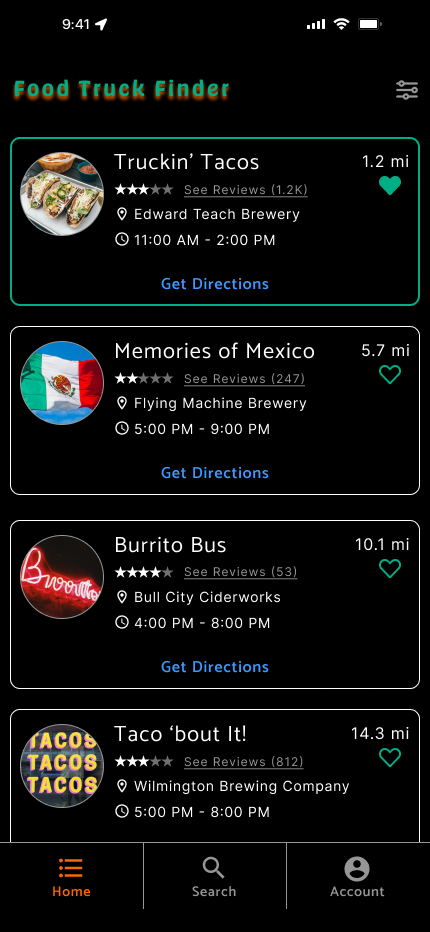 9:41
Food Truck Finder
Truckin’ Tacos
1.2 mi
See Reviews (1.2K)
Edward Teach Brewery
11:00 AM - 2:00 PM
Get Directions
Memories of Mexico
5.7 mi
See Reviews (247)
Flying Machine Brewery
5:00 PM - 9:00 PM
Get Directions
Burrito Bus
10.1 mi
Burrito
See Reviews (53)
Bull City Ciderworks
4:00 PM - 8:00 PM
Get Directions
Taco ‘bout It!
14.3 mi
TACOS
TACOS
TACOS
See Reviews (812)
Wilmington Brewing Company
5:00 PM - 8:00 PM
Home
Search
Account